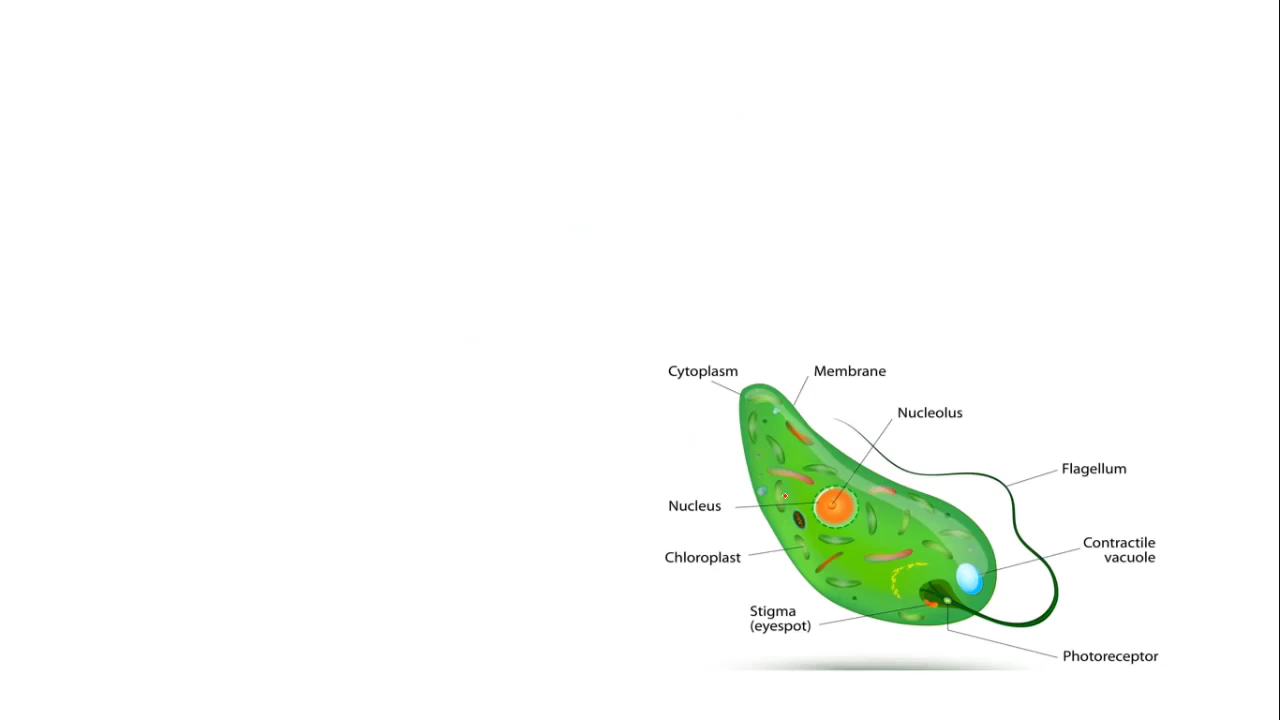 Cytoplasm
Membrane
Nucleolus
Flagellum
Nucleus
Contractile
vacuole
Chloroplast
Stigma
(eyespot)
Photoreceptor